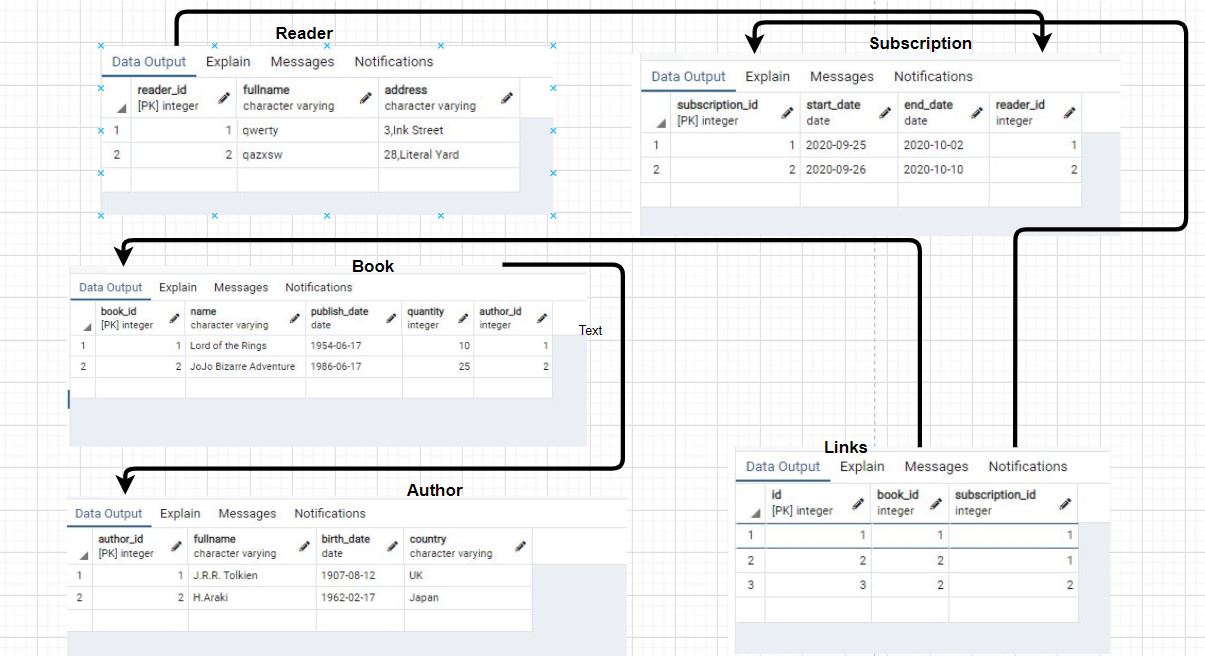 Reader
Data Output Explain Messages Notifications
reader_id fullname address
[PK] integer character varying character varying
1 1 qwerty 3,Ink Street
2 2 qazxsw 28,Literal Yard
Subscription
Data Output Explain Messages Notifications
subscription_id start_date end_date reader_id
[PK] integer date date integer
1 1 2020-09-25 2020-10-02 1
2 2 2020-09-26 2020-10-10 2
Book
Data Output Explain Messages Notifications
book_id name publish_date quantity author_id
[PK] integer character varying date integer integer
1 1 Lord of the Rings 1954-06-17 10 1
2 2 JoJo Bizarre Adventure 1986-06-17 25 2
Text
Author
Data Output Explain Messages Notifications
author_id fullname birth_date country
[PK] integer character varying date character varying
1 1 J.R.R. Tolkien 1907-08-12 UK
2 2 H.Araki 1962-02-17 Japan
Links
Data Output Explain Messages Notifications
id book_id subscription_id
[PK] integer integer integer
1 1 1 1
2 2 2 1
3 3 2 2